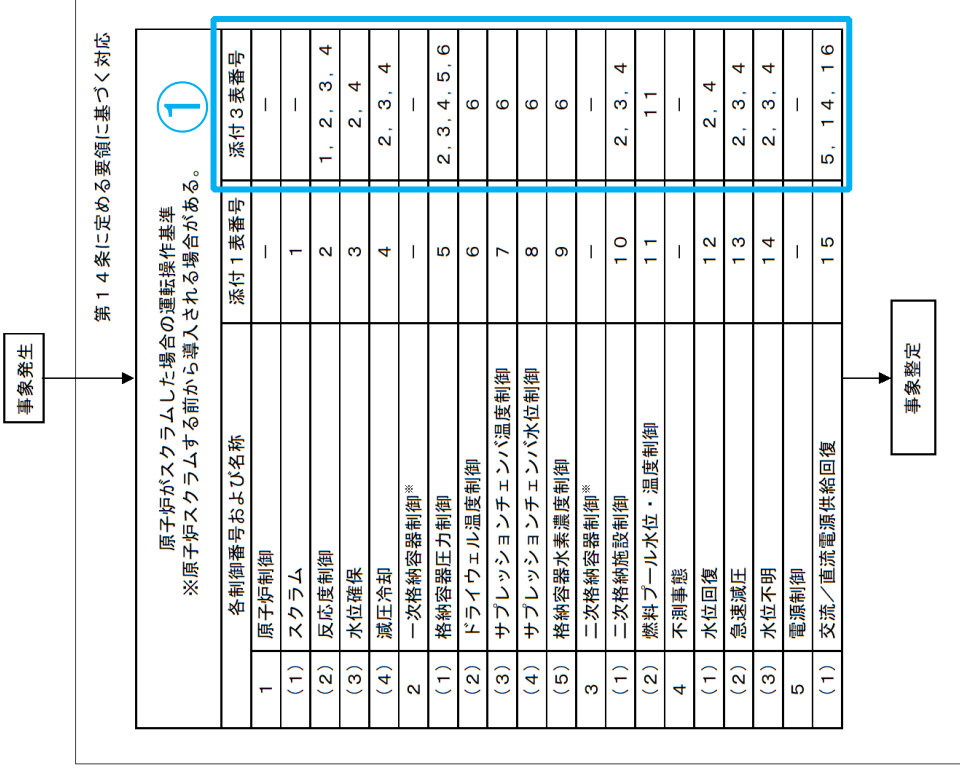 事象発生
第１４条に定める要領に基づく対応
原子炉がスクラムした場合の運転操作基準
※原子炉スクラムする前から導入される場合がある。
①
各制御番号および名称 添付１表番号 添付３表番号
１ 原子炉制御 － －
（１） スクラム １ －
（２） 反応度制御 ２ １，２，３，４
（３） 水位確保 ３ ２，４
（４） 減圧冷却 ４ ２，３，４
２ 一次格納容器制御※ － －
（１） 格納容器圧力制御 ５ ２，３，４，５，６
（２） ドライウェル温度制御 ６ ６
（３） サプレッションチェンバ温度制御 ７ ６
（４） サプレッションチェンバ水位制御 ８ ６
（５） 格納容器水素濃度制御 ９ ６
３ 二次格納容器制御※ － －
（１） 二次格納施設制御 １０ ２，３，４
（２） 燃料プール水位・温度制御 １１ １１
４ 不測事態 － －
（１） 水位回復 １２ ２，４
（２） 急速減圧 １３ ２，３，４
（３） 水位不明 １４ ２，３，４
５ 電源制御 － －
（１） 交流／直流電源供給回復 １５ ５，１４，１６
事象整定